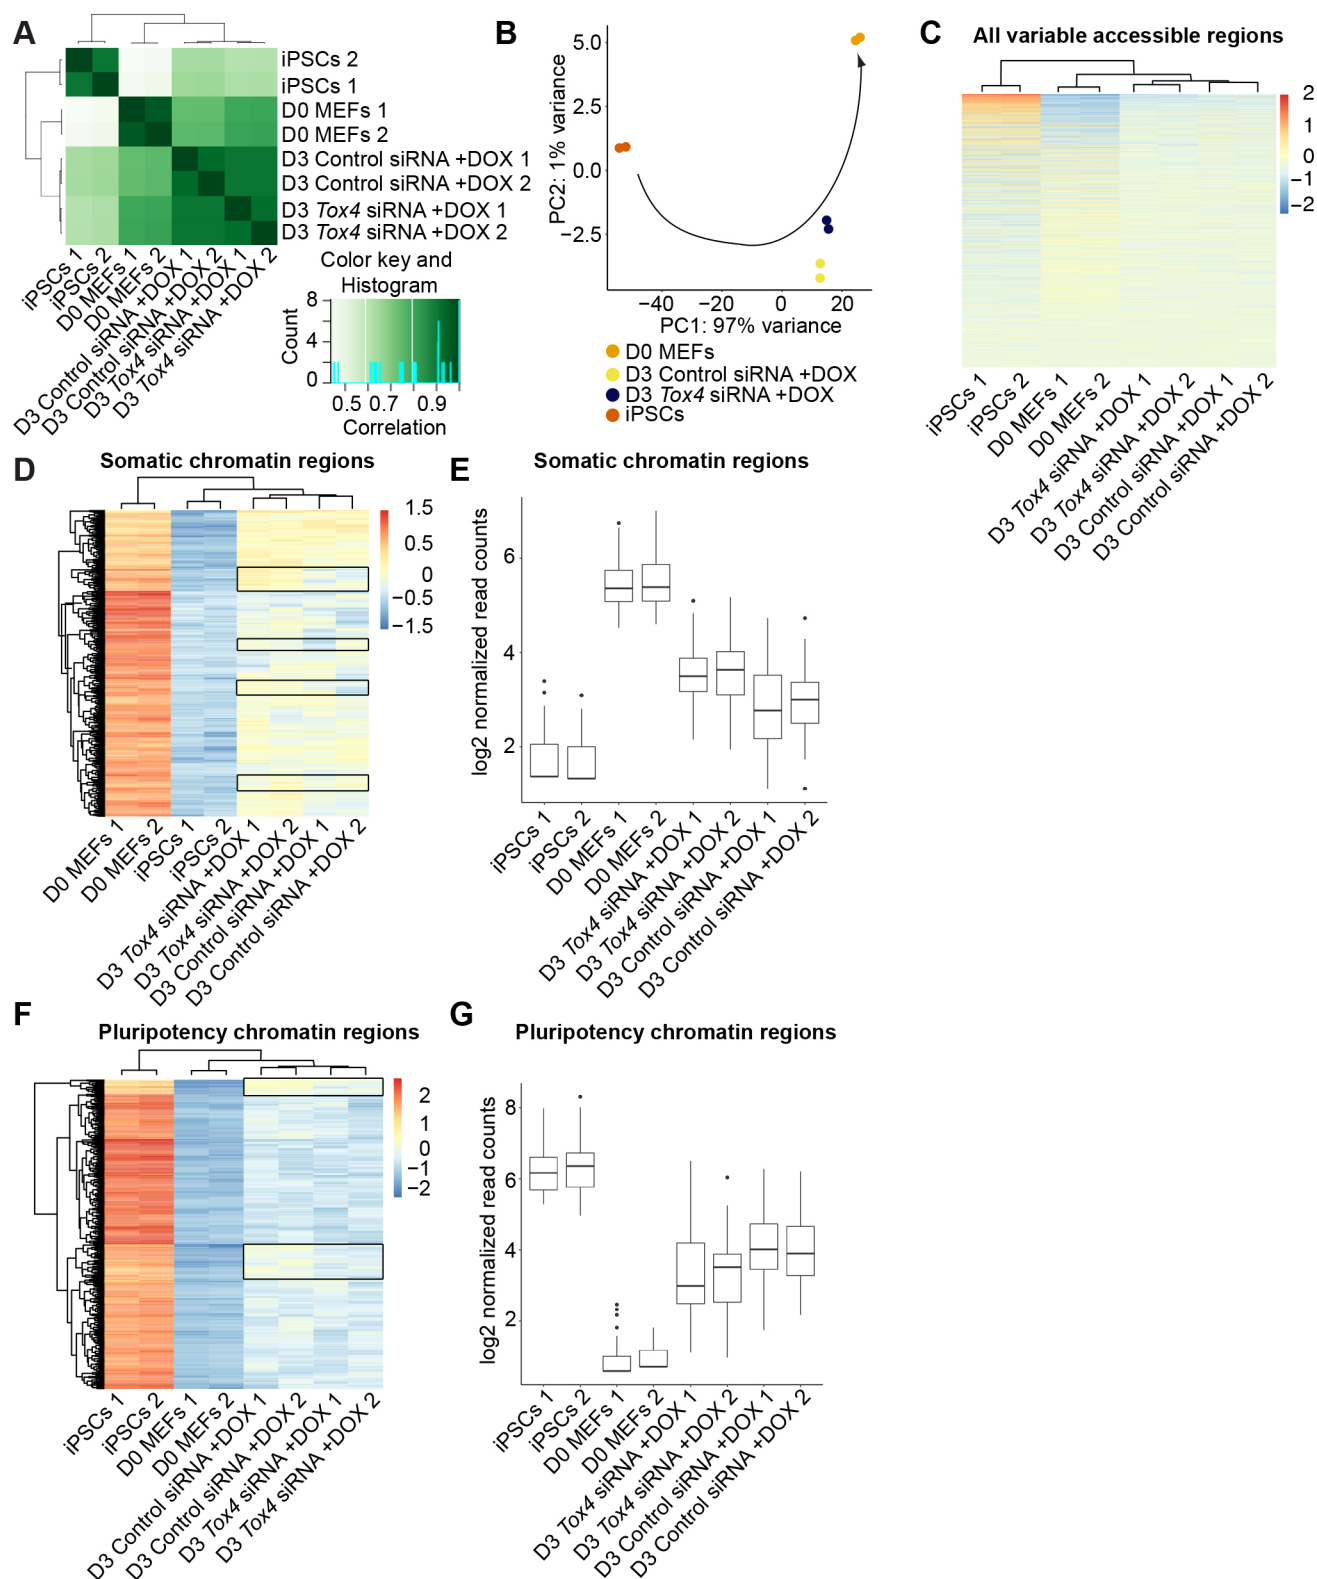 A
iPSCs 2
iPSCs 1
D0 MEFs 1
D0 MEFs 2
D3 Control siRNA +DOX 1
D3 Control siRNA +DOX 2
D3 Tox4 siRNA +DOX 1
D3 Tox4 siRNA +DOX 2
iPSCs 1
iPSCs 2
D0 MEFs 1
D0 MEFs 2
D3 Control siRNA +DOX 1
D3 Control siRNA +DOX 2
D3 Tox4 siRNA +DOX 1
D3 Tox4 siRNA +DOX 2
Color key and
Histogram
Count
8
4
0
0.5 0.7 0.9
Correlation
B
PC2: 1% variance
5.0
2.5
0.0
−2.5
−40 −20 0 20
PC1: 97% variance
D0 MEFs
D3 Control siRNA +DOX
D3 Tox4 siRNA +DOX
iPSCs
C
All variable accessible regions
2
1
0
−1
−2
iPSCs 1
iPSCs 2
D0 MEFs 1
D0 MEFs 2
D3 Tox4 siRNA +DOX 1
D3 Tox4 siRNA +DOX 2
D3 Control siRNA +DOX 1
D3 Control siRNA +DOX 2
D
Somatic chromatin regions
1.5
0.5
0
−0.5
−1.5
D0 MEFs 1
D0 MEFs 2
iPSCs 1
iPSCs 2
D3 Tox4 siRNA +DOX 1
D3 Tox4 siRNA +DOX 2
D3 Control siRNA +DOX 1
D3 Control siRNA +DOX 2
E
Somatic chromatin regions
log2 normalized read counts
6
4
2
iPSCs 1
iPSCs 2
D0 MEFs 1
D0 MEFs 2
D3 Tox4 siRNA +DOX 1
D3 Tox4 siRNA +DOX 2
D3 Control siRNA +DOX 1
D3 Control siRNA +DOX 2
F
Pluripotency chromatin regions
2
1
0
−1
−2
iPSCs 1
iPSCs 2
D0 MEFs 1
D0 MEFs 2
D3 Control siRNA +DOX 1
D3 Control siRNA +DOX 2
D3 Tox4 siRNA +DOX 1
D3 Tox4 siRNA +DOX 2
G
Pluripotency chromatin regions
log2 normalized read counts
8
6
4
2
iPSCs 1
iPSCs 2
D0 MEFs 1
D0 MEFs 2
D3 Tox4 siRNA +DOX 1
D3 Tox4 siRNA +DOX 2
D3 Control siRNA +DOX 1
D3 Control siRNA +DOX 2